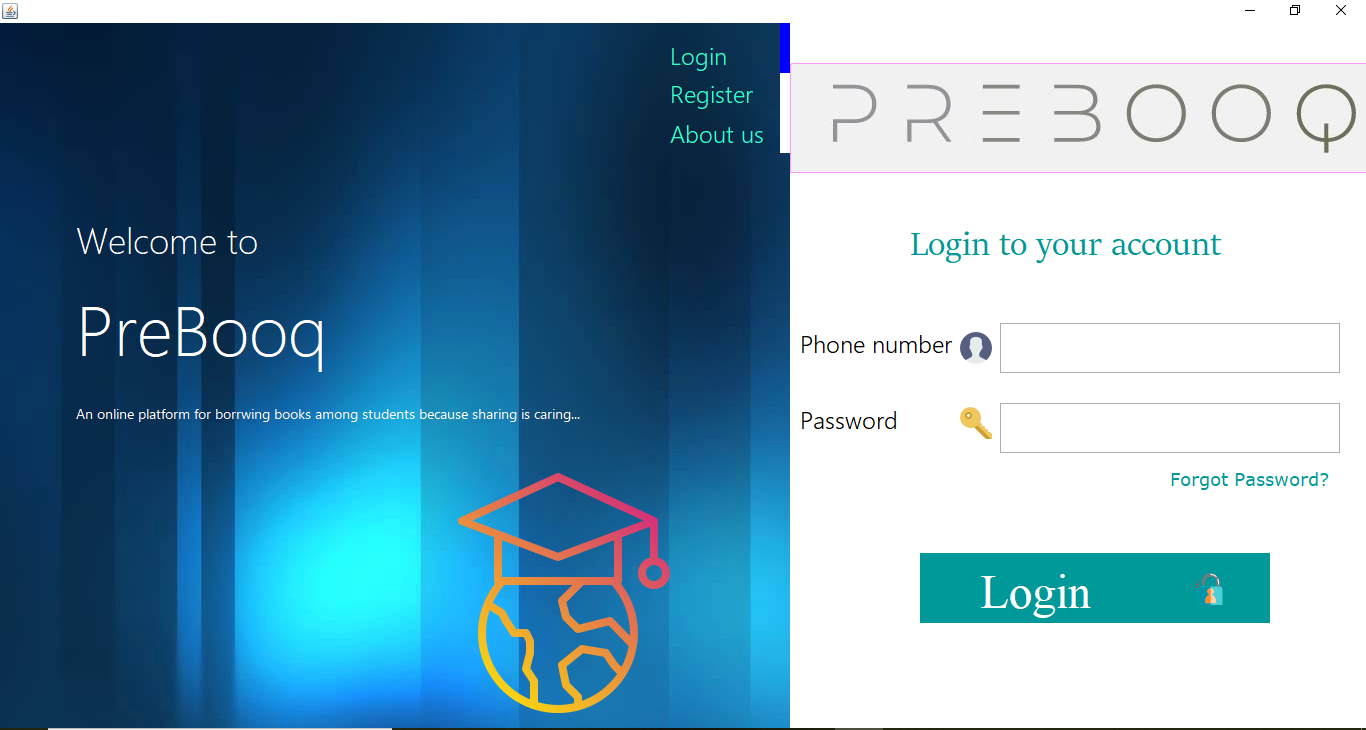 Login
Register
About us
Welcome to
PreBooq
An online platform for borrwing books among students because sharing is caring...
PREBOOQ
Login to your account
Phone number
Password
Forgot Password?
Login